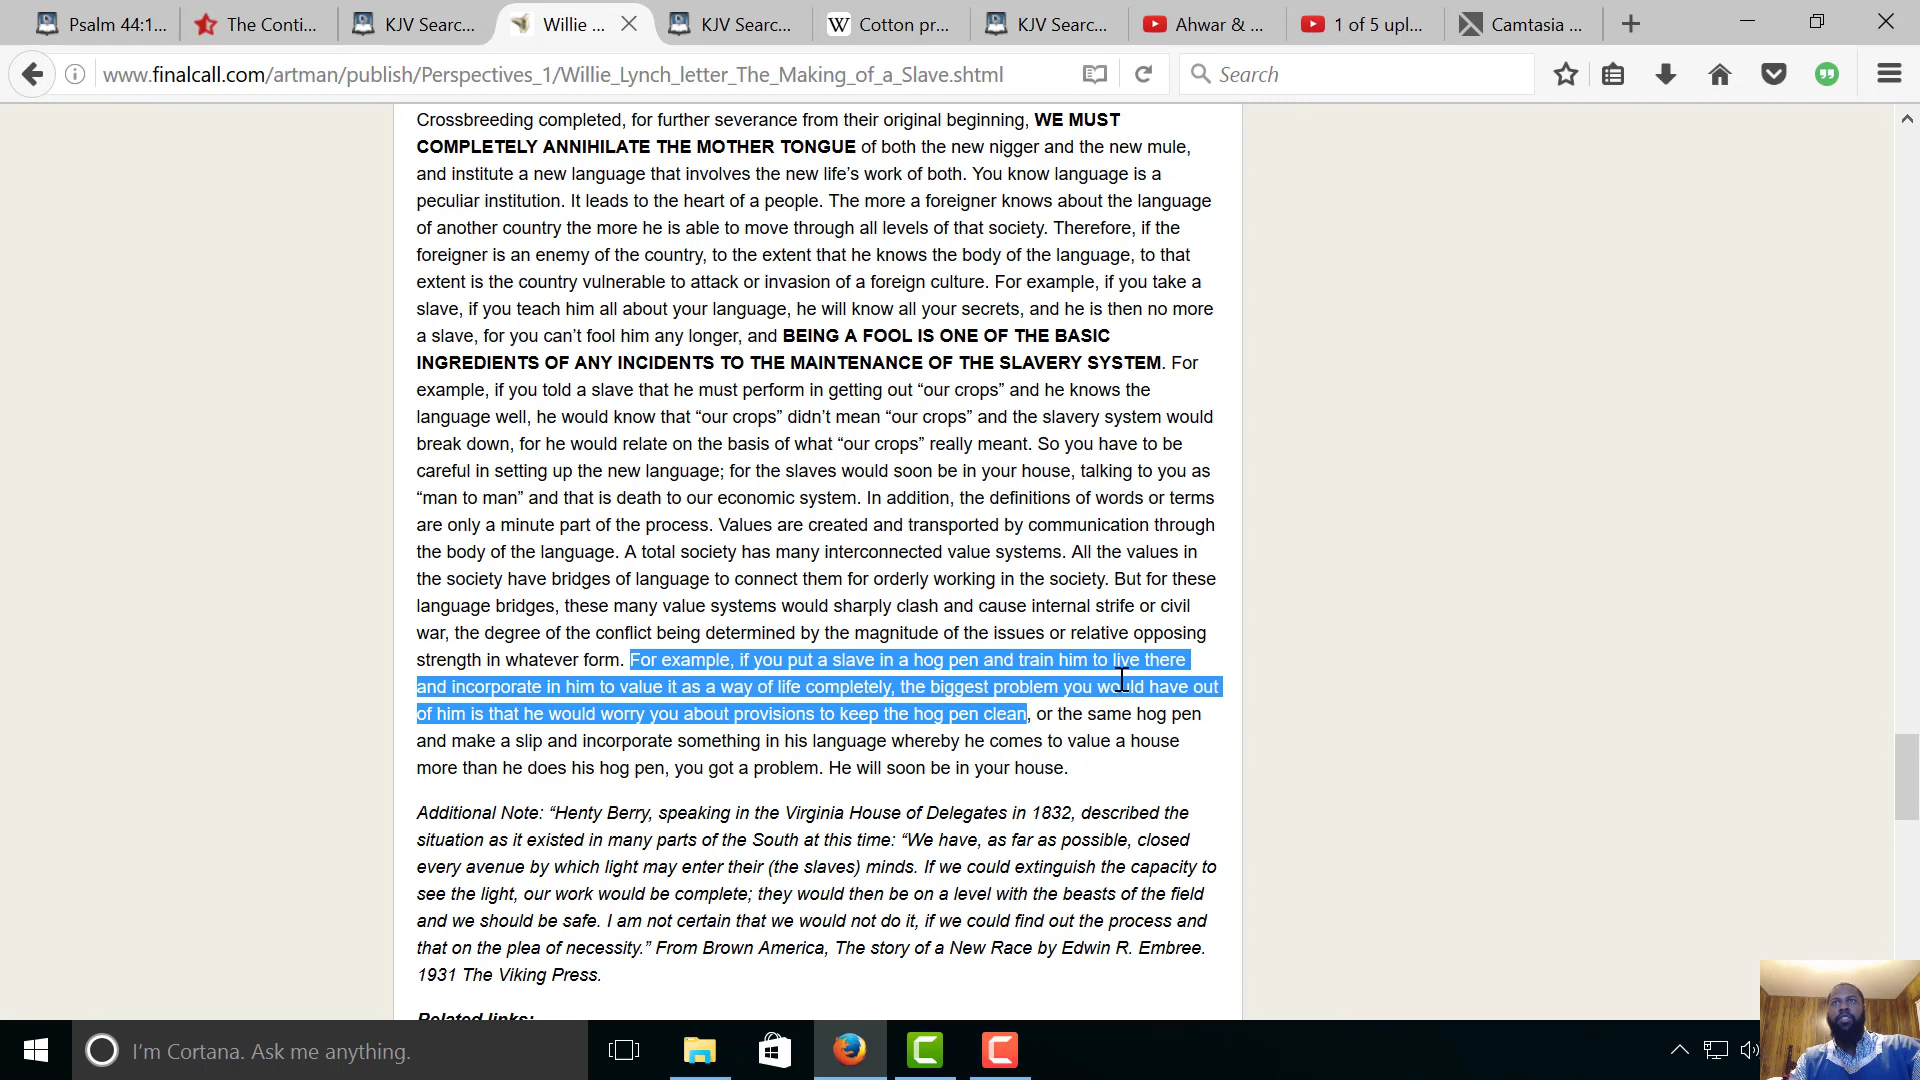 Psalm 44:1...
The Conti...
KJV Searc...
Willie ...
KJV Searc...
Cotton pr...
KJV Searc...
Ahwar & ...
1 of 5 upl...
Camtasia ...
www.finalcall.com/artman/publish/Perspectives_1/Willie_Lynch_letter_The_Making_of_a_Slave.shtml
Search
Crossbreeding completed, for further severance from their original beginning, WE MUST
COMPLETELY ANNIHILATE THE MOTHER TONGUE of both the new nigger and the new mule,
and institute a new language that involves the new life’s work of both. You know language is a
peculiar institution. It leads to the heart of a people. The more a foreigner knows about the language
of another country the more he is able to move through all levels of that society. Therefore, if the
foreigner is an enemy of the country, to the extent that he knows the body of the language, to that
extent is the country vulnerable to attack or invasion of a foreign culture. For example, if you take a
slave, if you teach him all about your language, he will know all your secrets, and he is then no more
a slave, for you can’t fool him any longer, and BEING A FOOL IS ONE OF THE BASIC
INGREDIENTS OF ANY INCIDENTS TO THE MAINTENANCE OF THE SLAVERY SYSTEM. For
example, if you told a slave that he must perform in getting out “our crops” and he knows the
language well, he would know that “our crops” didn’t mean “our crops” and the slavery system would
break down, for he would relate on the basis of what “our crops” really meant. So you have to be
careful in setting up the new language; for the slaves would soon be in your house, talking to you as
“man to man” and that is death to our economic system. In addition, the definitions of words or terms
are only a minute part of the process. Values are created and transported by communication through
the body of the language. A total society has many interconnected value systems. All the values in
the society have bridges of language to connect them for orderly working in the society. But for these
language bridges, these many value systems would sharply clash and cause internal strife or civil
war, the degree of the conflict being determined by the magnitude of the issues or relative opposing
strength in whatever form. For example, if you put a slave in a hog pen and train him to live there
and incorporate in him to value it as a way of life completely, the biggest problem you would have out
of him is that he would worry you about provisions to keep the hog pen clean, or the same hog pen
and make a slip and incorporate something in his language whereby he comes to value a house
more than he does his hog pen, you got a problem. He will soon be in your house.
Additional Note: “Henty Berry, speaking in the Virginia House of Delegates in 1832, described the
situation as it existed in many parts of the South at this time: “We have, as far as possible, closed
every avenue by which light may enter their (the slaves) minds. If we could extinguish the capacity to
see the light, our work would be complete; they would then be on a level with the beasts of the field
and we should be safe. I am not certain that we would not do it, if we could find out the process and
that on the plea of necessity.” From Brown America, The story of a New Race by Edwin R. Embree.
1931 The Viking Press.
Related links:
I’m Cortana. Ask me anything.